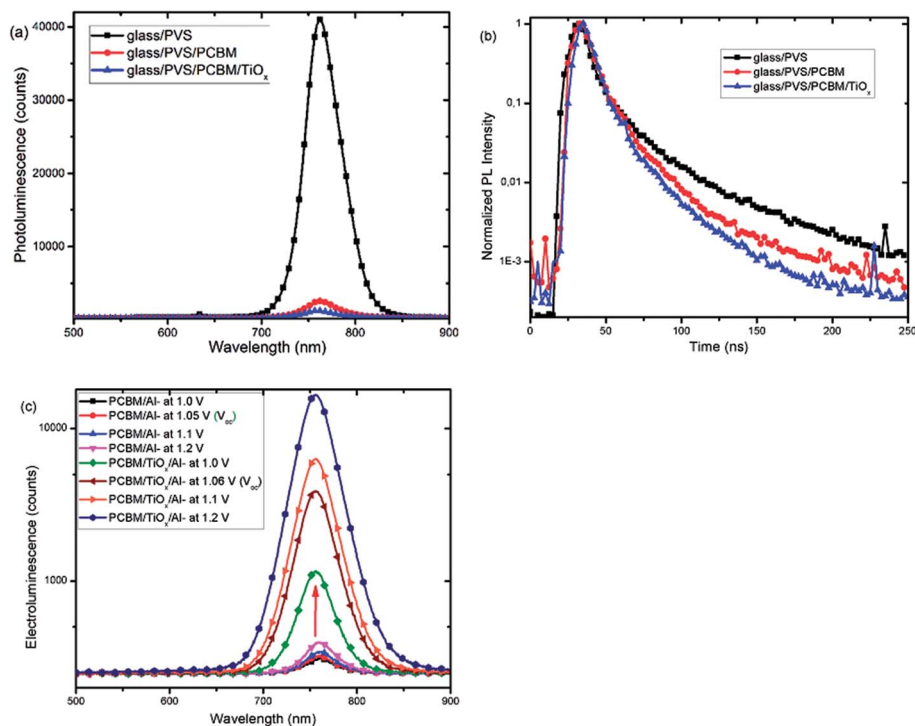 (a)
glass/PVS
glass/PVS/PCBM
glass/PVS/PCBM/TiOx
40000
30000
20000
10000
Photoluminescence (counts)
500 600 700 800 900
Wavelength (nm)
(b)
glass/PVS
glass/PVS/PCBM
glass/PVS/PCBM/TiOx
1
0,1
0,01
1E-3
Normalized PL Intensity
0 50 100 150 200 250
Time (ns)
(c)
PCBM/Al- at 1.0 V
PCBM/Al- at 1.05 V (Voc)
PCBM/Al- at 1.1 V
PCBM/Al- at 1.2 V
PCBM/TiOx/Al- at 1.0 V
PCBM/TiOx/Al- at 1.06 V (Voc)
PCBM/TiOx/Al- at 1.1 V
PCBM/TiOx/Al- at 1.2 V
10000
1000
Electroluminescence (counts)
500 600 700 800 900
Wavelength (nm)